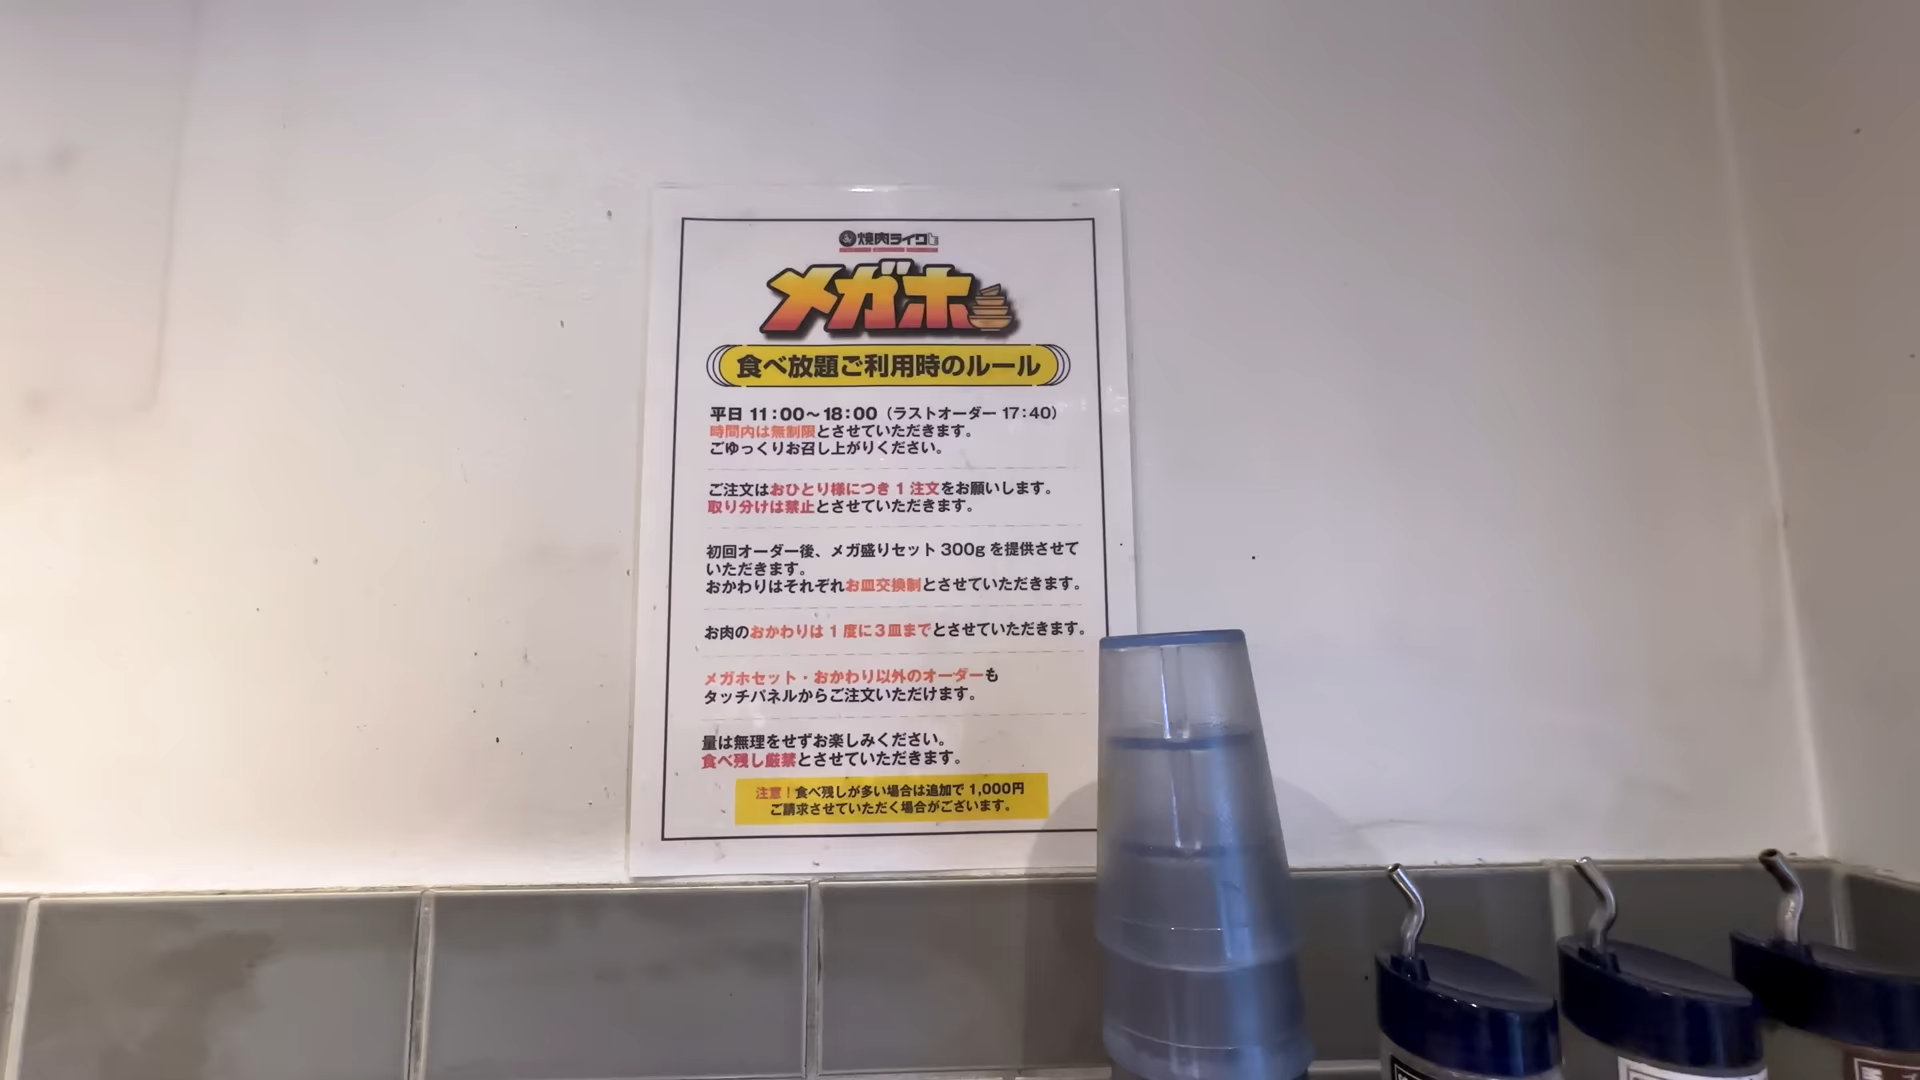 焼肉ライク
メガホ
食べ放題ご利用時のルール
平日 11:00〜18:00（ラストオーダー 17:40）
時間内は無制限とさせていただきます。
ごゆっくりお召し上がりください。
ご注文はおひとり様につき 1 注文をお願いします。
取り分けは禁止とさせていただきます。
初回オーダー後、メガ盛りセット 300g を提供させて
いただきます。
おかわりはそれぞれお皿交換制とさせていただきます。
お肉のおかわりは 1 度に3皿までとさせていただきます。
メガホセット・おかわり以外のオーダーも
タッチパネルからご注文いただけます。
量は無理をせずお楽しみください。
食べ残し厳禁とさせていただきます。
注意！食べ残しが多い場合は追加で 1,000円
ご請求させていただく場合がございます。